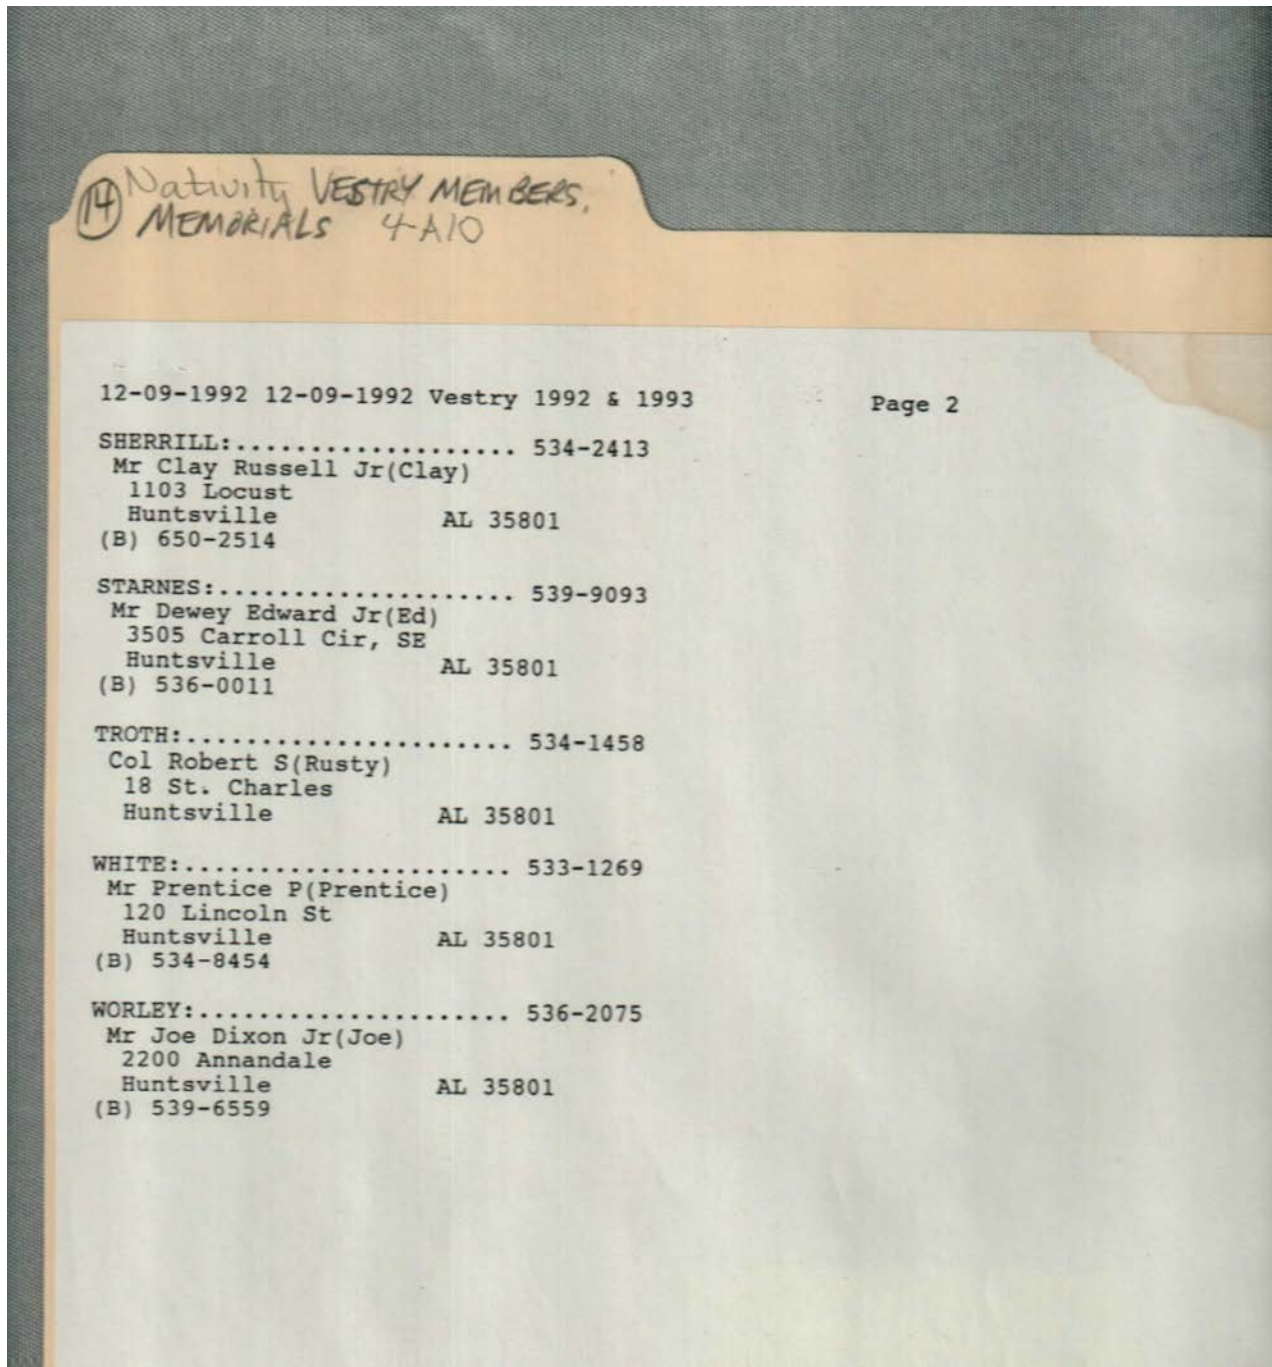 14 Nativity VESTRY MEMBERS,
MEMORIALS 4-A10
12-09-1992 12-09-1992 Vestry 1992 & 1993 Page 2
SHERRILL:................... 534-2413
Mr Clay Russell Jr(Clay)
1103 Locust
Huntsville AL 35801
(B) 650-2514
STARNES:.................... 539-9093
Mr Dewey Edward Jr(Ed)
3505 Carroll Cir, SE
Huntsville AL 35801
(B) 536-0011
TROTH:...................... 534-1458
Col Robert S(Rusty)
18 St. Charles
Huntsville AL 35801
WHITE:...................... 533-1269
Mr Prentice P(Prentice)
120 Lincoln St
Huntsville AL 35801
(B) 534-8454
WORLEY:..................... 536-2075
Mr Joe Dixon Jr(Joe)
2200 Annandale
Huntsville AL 35801
(B) 539-6559